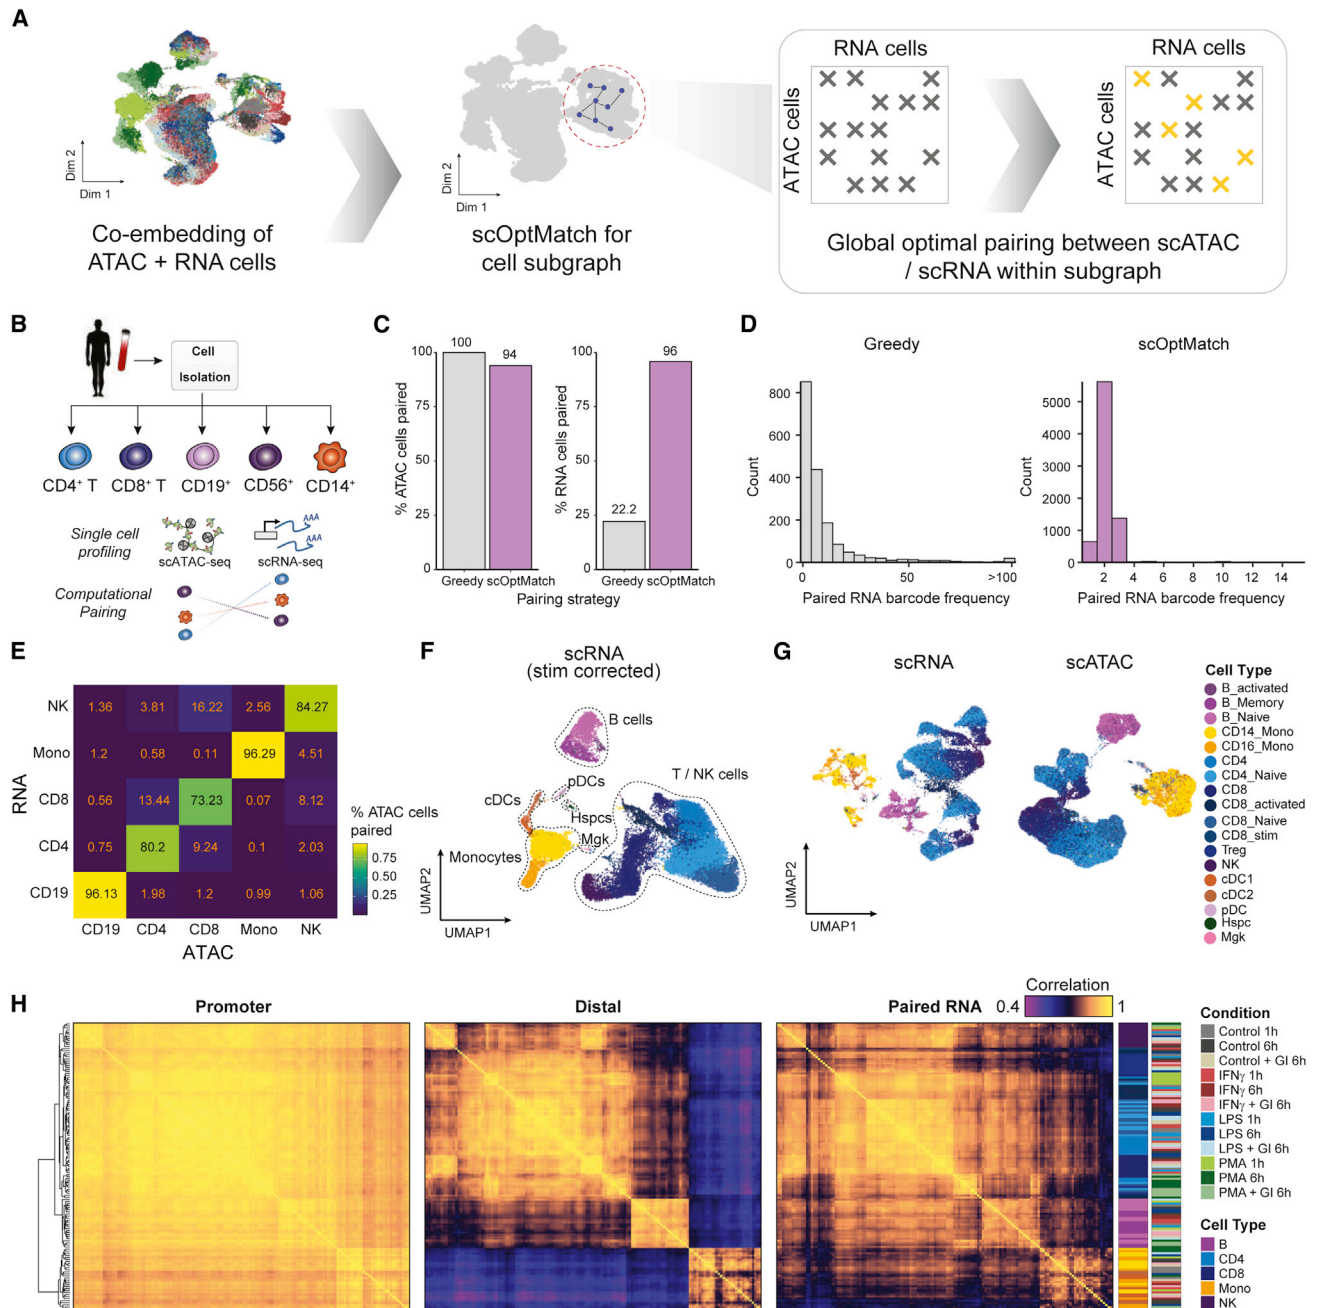 A
Dim 2
Dim 1
Co-embedding of
ATAC + RNA cells
Dim 2
Dim 1
scOptMatch for
cell subgraph
RNA cells
ATAC cells
RNA cells
ATAC cells
Global optimal pairing between scATAC
/ scRNA within subgraph
B
Cell
Isolation
CD4+ T
CD8+ T
CD19+
CD56+
CD14+
Single cell
profiling
scATAC-seq
AAA
AAA
scRNA-seq
Computational
Pairing
C
% ATAC cells paired
100
75
50
25
0
100
94
Greedy scOptMatch
% RNA cells paired
100
75
50
25
0
22.2
96
Greedy scOptMatch
Pairing strategy
D
Greedy
Count
800
600
400
200
0
0 50 >100
Paired RNA barcode frequency
scOptMatch
Count
5000
4000
3000
2000
1000
0
2 4 6 8 10 12 14
Paired RNA barcode frequency
E
RNA
NK 1.36 3.81 16.22 2.56 84.27
Mono 1.2 0.58 0.11 96.29 4.51
CD8 0.56 13.44 73.23 0.07 8.12
CD4 0.75 80.2 9.24 0.1 2.03
CD19 96.13 1.98 1.2 0.99 1.06
CD19 CD4 CD8 Mono NK
ATAC
% ATAC cells
paired
0.75
0.50
0.25
F
scRNA
(stim corrected)
B cells
pDCs
T / NK cells
cDCs
Hspcs
Mgk
Monocytes
UMAP2
UMAP1
G
scRNA
scATAC
UMAP2
UMAP1
Cell Type
B_activated
B_Memory
B_Naive
CD14_Mono
CD16_Mono
CD4
CD4_Naive
CD8
CD8_activated
CD8_Naive
CD8_stim
Treg
NK
cDC1
cDC2
pDC
Hspc
Mgk
H
Promoter
Distal
Paired RNA
Correlation
0.4 1
Condition
Control 1h
Control 6h
Control + GI 6h
IFNγ 1h
IFNγ 6h
IFNγ + GI 6h
LPS 1h
LPS 6h
LPS + GI 6h
PMA 1h
PMA 6h
PMA + GI 6h
Cell Type
B
CD4
CD8
Mono
NK